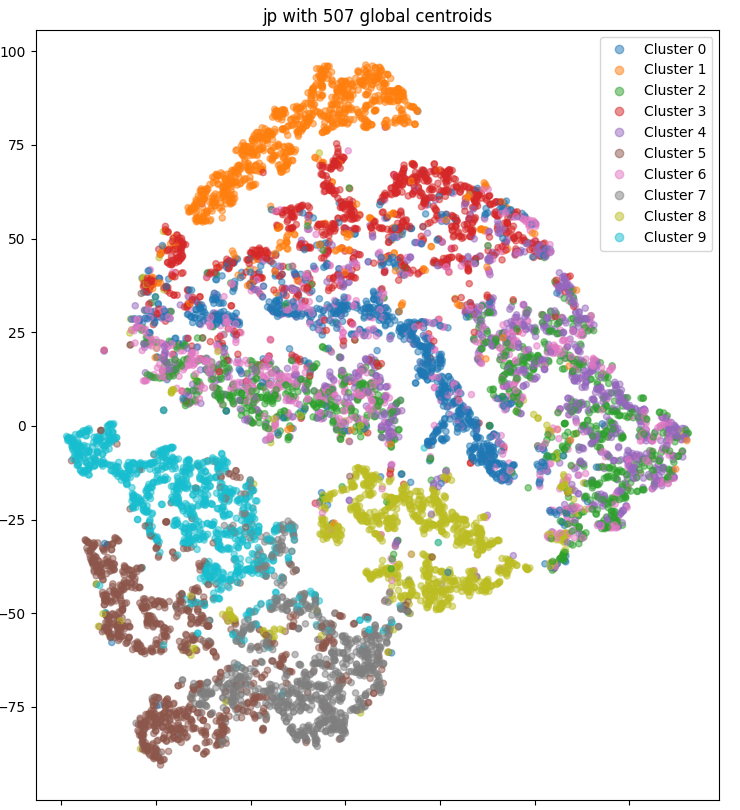 jp with 507 global centroids
100
75
50
25
0
−25
−50
−75
Cluster 0
Cluster 1
Cluster 2
Cluster 3
Cluster 4
Cluster 5
Cluster 6
Cluster 7
Cluster 8
Cluster 9